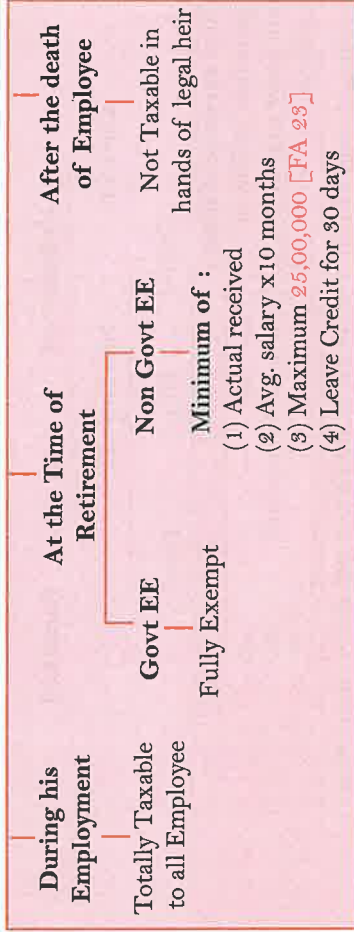 During his
Employment
Totally Taxable
to all Employee
At the Time of
Retirement
Govt EE
Fully Exempt
Non Govt EE
Minimum of :
(1) Actual received
(2) Avg. salary x10 months
(3) Maximum 25,00,000 [FA 23]
(4) Leave Credit for 30 days
After the death
of Employee
Not Taxable in
hands of legal heir